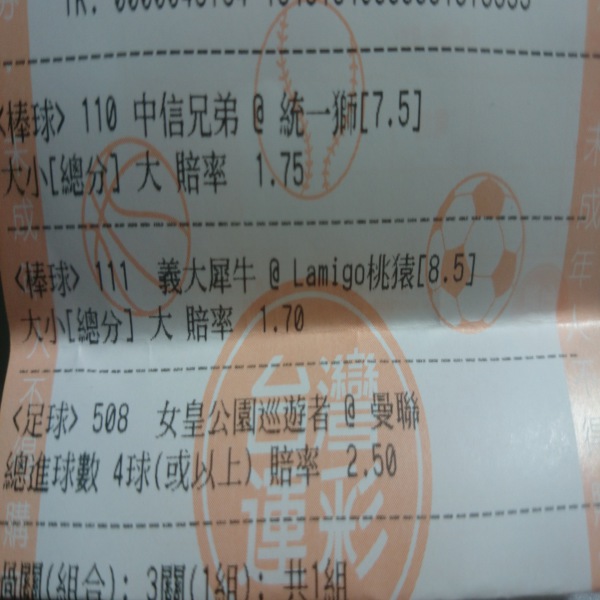 <棒球> 110 中信兄弟 @ 統一獅[7.5]
大小[總分] 大 賠率 1.75
<棒球> 111 義大犀牛 @ Lamigo桃猿[8.5]
大小[總分] 大 賠率 1.70
<足球> 508 女皇公園巡遊者 @ 曼聯
總進球數 4球(或以上) 賠率 2.50
過關(組合): 3關(1組); 共1組
台灣
運彩